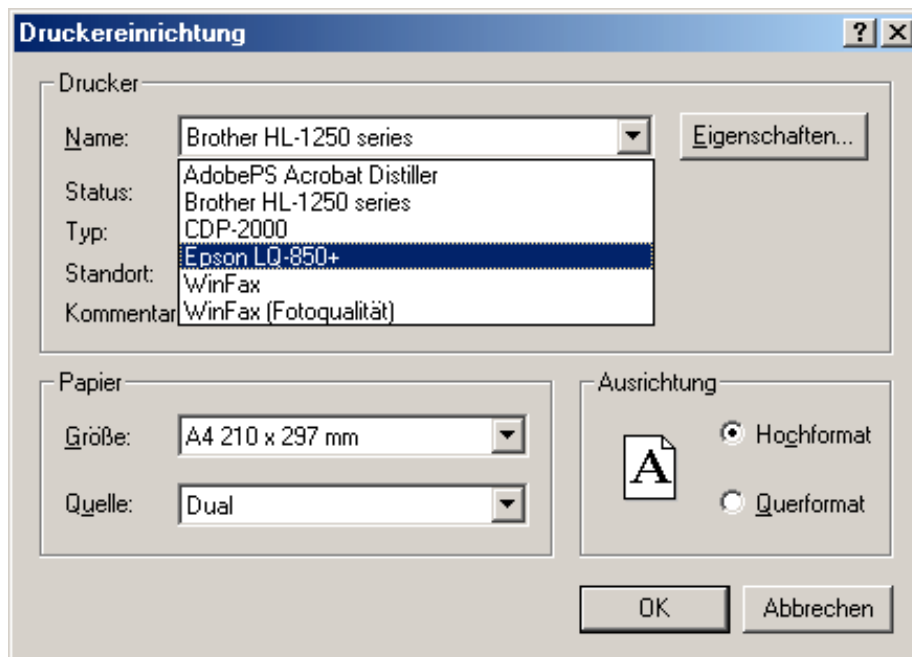 Druckereinrichtung
Drucker
Name:
Brother HL-1250 series
Eigenschaften...
AdobePS Acrobat Distiller
Status:
Brother HL-1250 series
Typ:
CDP-2000
Epson LQ-850+
Standort:
WinFax
Kommentar
WinFax (Fotoqualität)
Papier
Größe:
A4 210 x 297 mm
Quelle:
Dual
Ausrichtung
A
Hochformat
Querformat
OK
Abbrechen